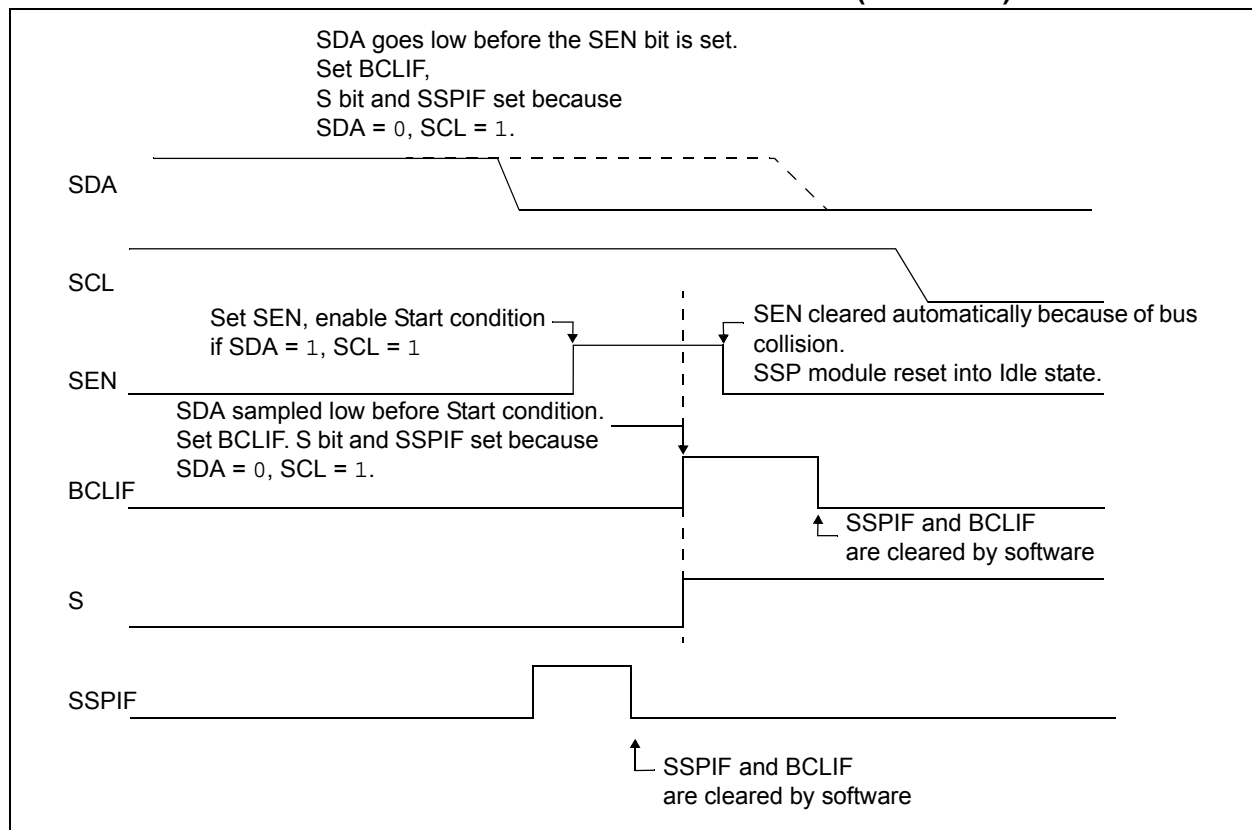 SDA goes low before the SEN bit is set.
Set BCLIF,
S bit and SSPIF set because
SDA = 0, SCL = 1.
SDA
SCL
Set SEN, enable Start condition
if SDA = 1, SCL = 1
SEN cleared automatically because of bus
collision.
SSP module reset into Idle state.
SEN
SDA sampled low before Start condition.
Set BCLIF. S bit and SSPIF set because
SDA = 0, SCL = 1.
BCLIF
SSPIF and BCLIF
are cleared by software
S
SSPIF
SSPIF and BCLIF
are cleared by software